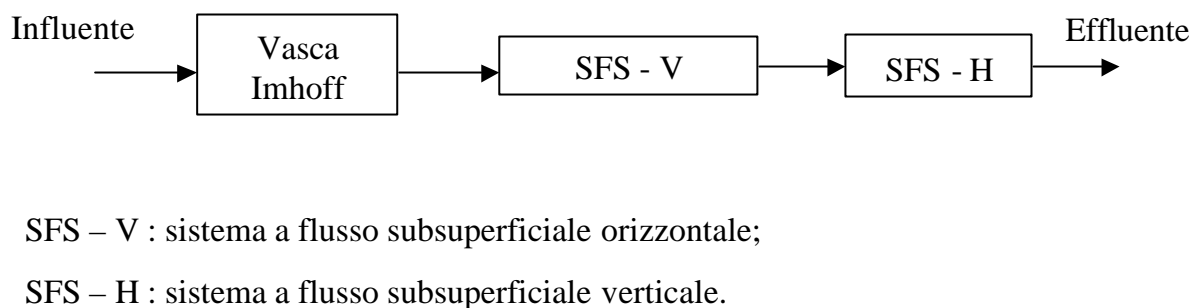 Influente
Effluente
Vasca
Imhoff
SFS - V
SFS - H
SFS – V : sistema a flusso subsuperficiale orizzontale;
SFS – H : sistema a flusso subsuperficiale verticale.